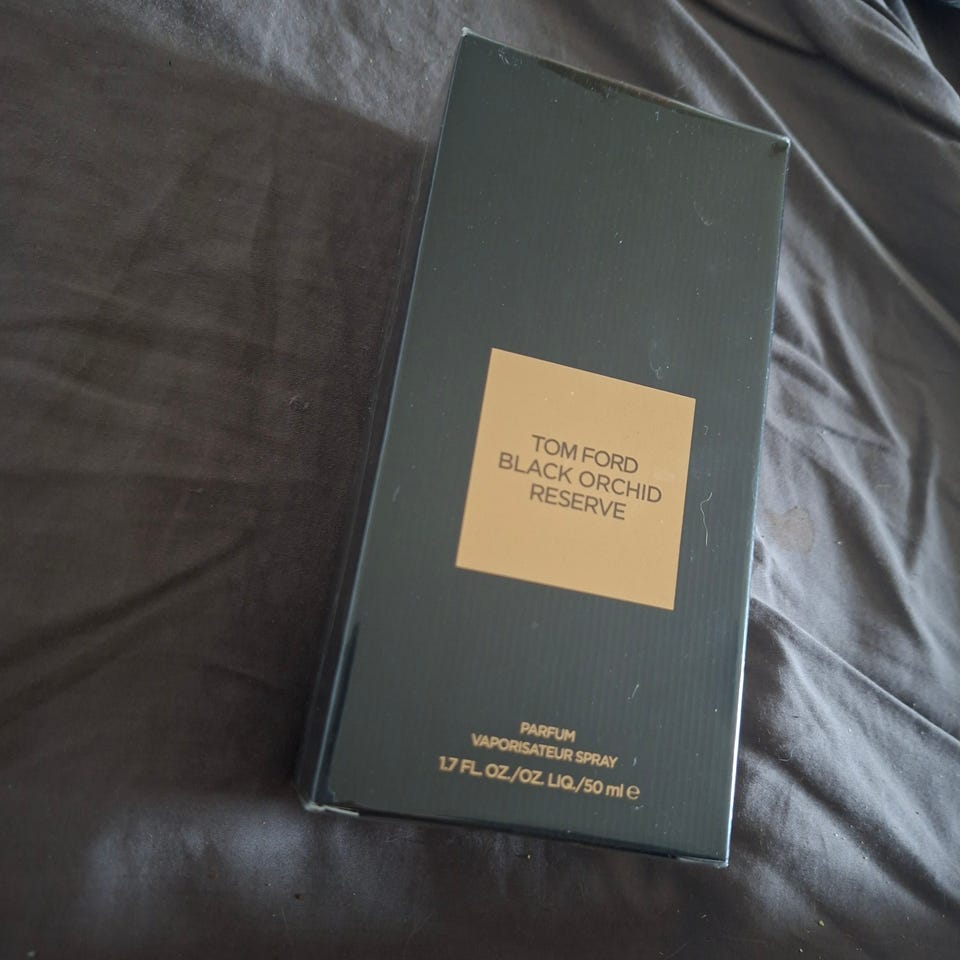 TOM FORD
BLACK ORCHID
RESERVE
PARFUM
VAPORISATEUR SPRAY
1.7 FL. OZ./OZ. LIQ./50 ml ℮